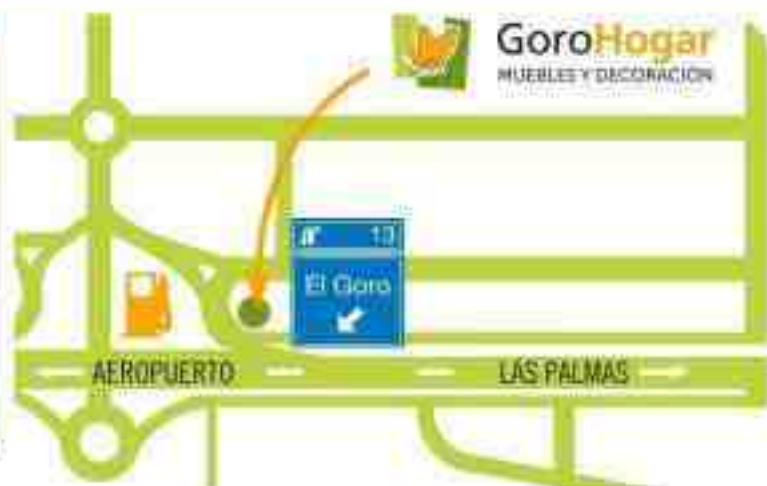 GoroHogar
MUEBLES Y DECORACIÓN
13
El Goro
AEROPUERTO
LAS PALMAS